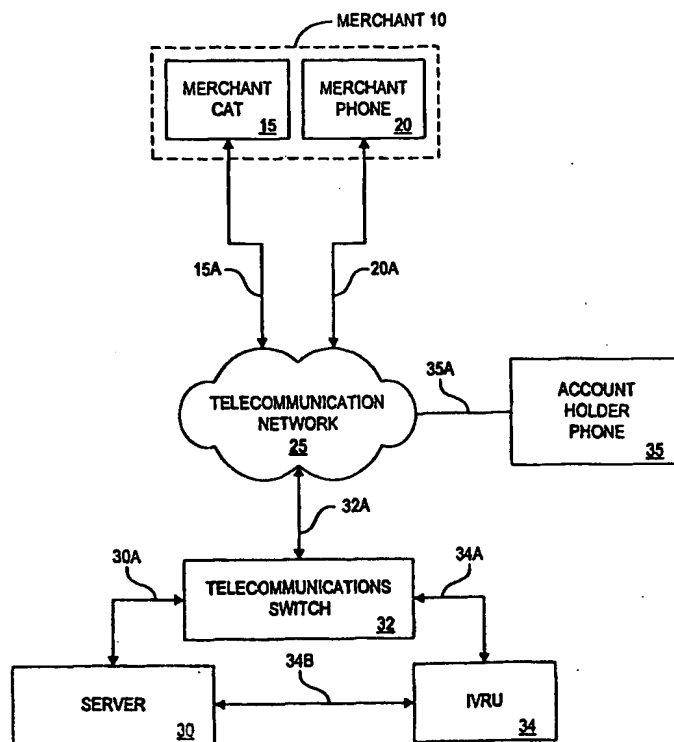 MERCHANT 10
MERCHANT
CAT
15
MERCHANT
PHONE
20
15A
20A
TELECOMMUNICATION
NETWORK
25
35A
ACCOUNT
HOLDER
PHONE
35
32A
30A
34A
TELECOMMUNICATIONS
SWITCH
32
SERVER
30
34B
IVRU
34